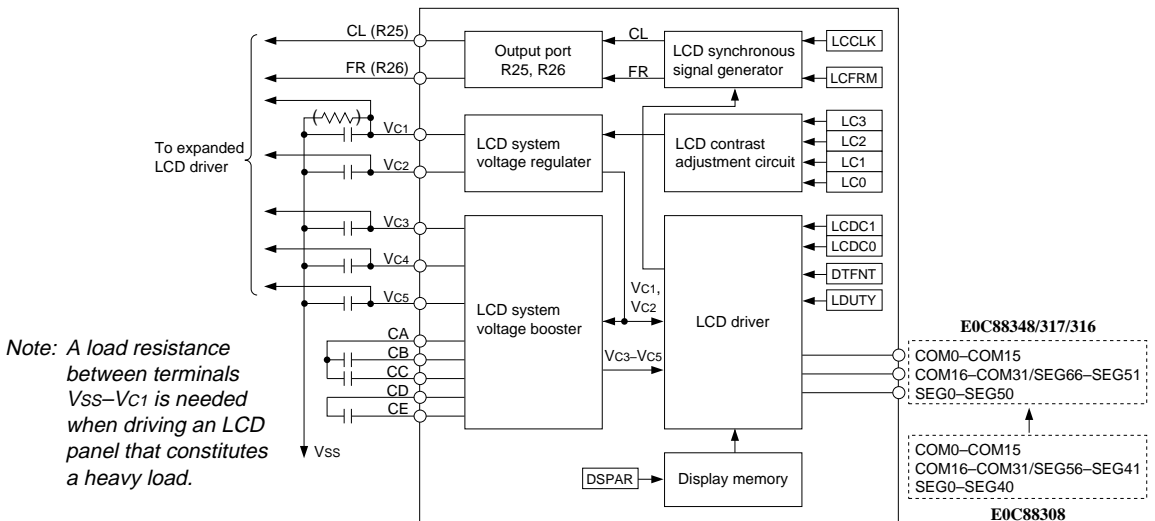 CL (R25)
FR (R26)
To expanded
LCD driver
VC1
VC2
VC3
VC4
VC5
CA
CB
CC
CD
CE
VSS
Note: A load resistance
between terminals
VSS–VC1 is needed
when driving an LCD
panel that constitutes
a heavy load.
Output port
R25, R26
CL
FR
LCD synchronous
signal generator
LCCLK
LCFRM
LCD system
voltage regulater
LCD contrast
adjustment circuit
LC3
LC2
LC1
LC0
LCD system
voltage booster
VC1,
VC2
VC3–VC5
LCD driver
LCDC1
LCDC0
DTFNT
LDUTY
DSPAR
Display memory
E0C88348/317/316
COM0–COM15
COM16–COM31/SEG66–SEG51
SEG0–SEG50
COM0–COM15
COM16–COM31/SEG56–SEG41
SEG0–SEG40
E0C88308